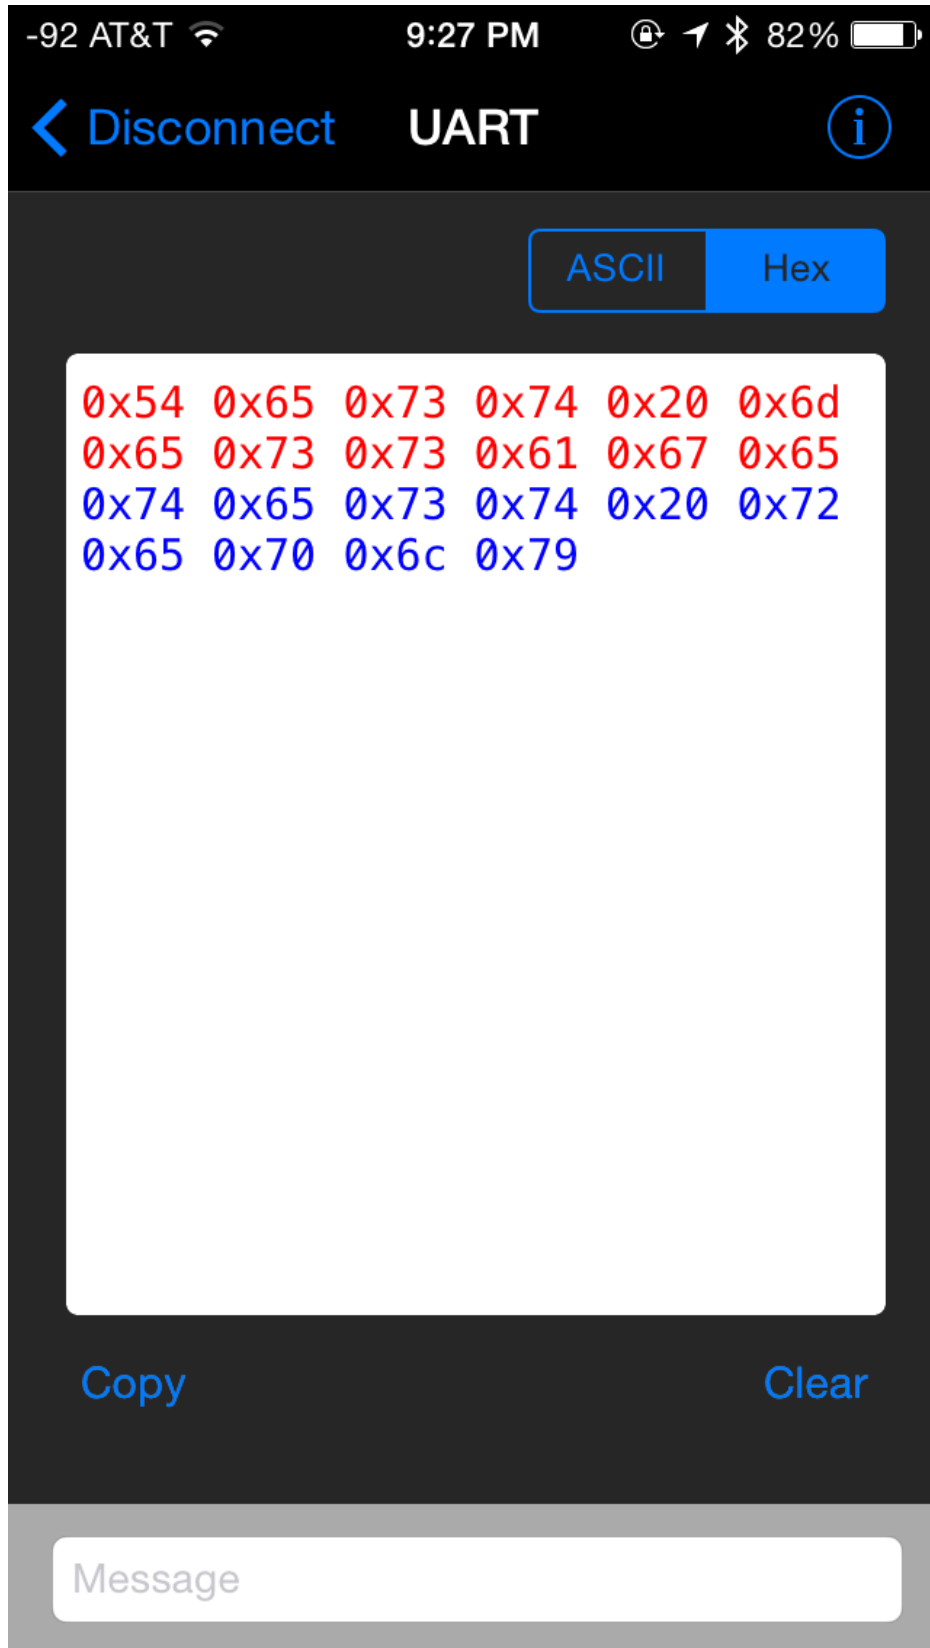 -92 AT&T 9:27 PM 82%
Disconnect UART i
ASCII Hex
0x54 0x65 0x73 0x74 0x20 0x6d
0x65 0x73 0x73 0x61 0x67 0x65
0x74 0x65 0x73 0x74 0x20 0x72
0x65 0x70 0x6c 0x79
Copy Clear
Message